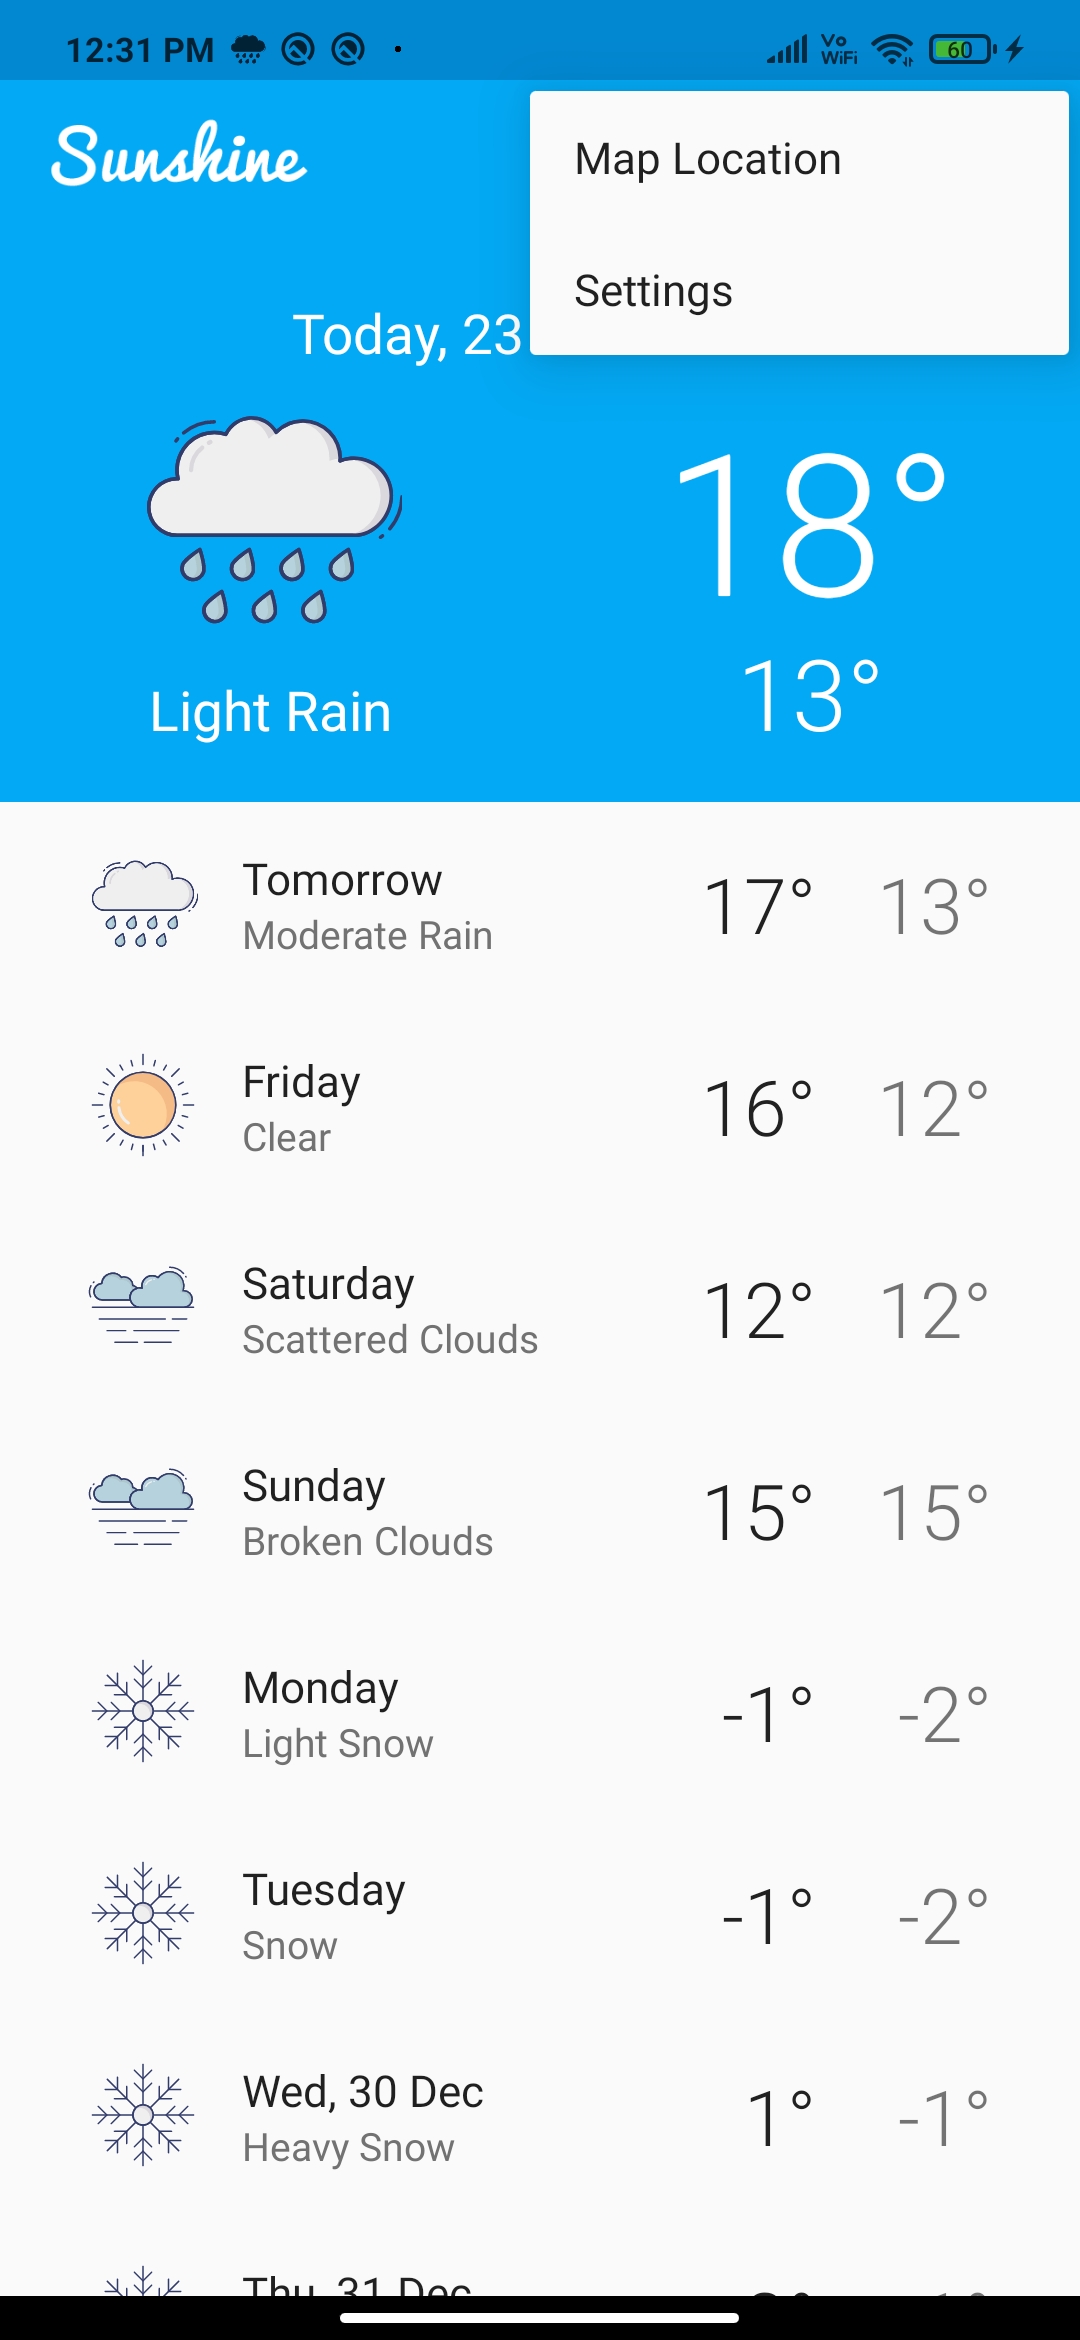 12:31 PM
Vo
WiFi
60
Sunshine
Map Location
Settings
Today, 23
18°
13°
Light Rain
Tomorrow
Moderate Rain
17° 13°
Friday
Clear
16° 12°
Saturday
Scattered Clouds
12° 12°
Sunday
Broken Clouds
15° 15°
Monday
Light Snow
-1° -2°
Tuesday
Snow
-1° -2°
Wed, 30 Dec
Heavy Snow
1° -1°
Thu, 31 Dec